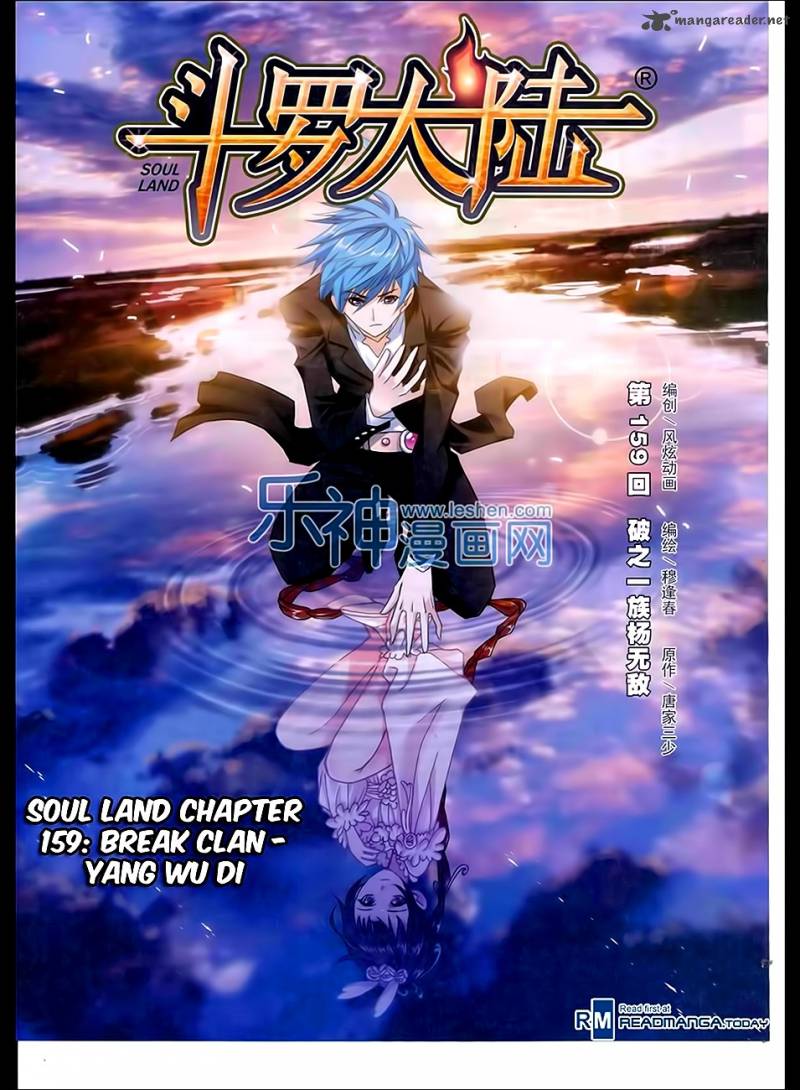 mangareader.net
斗罗大陆
®
SOUL
LAND
编创／风炫动画
编绘／穆逢春
原作／唐家三少
第159回 破之一族杨无敌
www.leshen.com
乐神漫画网
SOUL LAND CHAPTER
159: BREAK CLAN -
YANG WU DI
RM
Read first at
READMANGA.TODAY